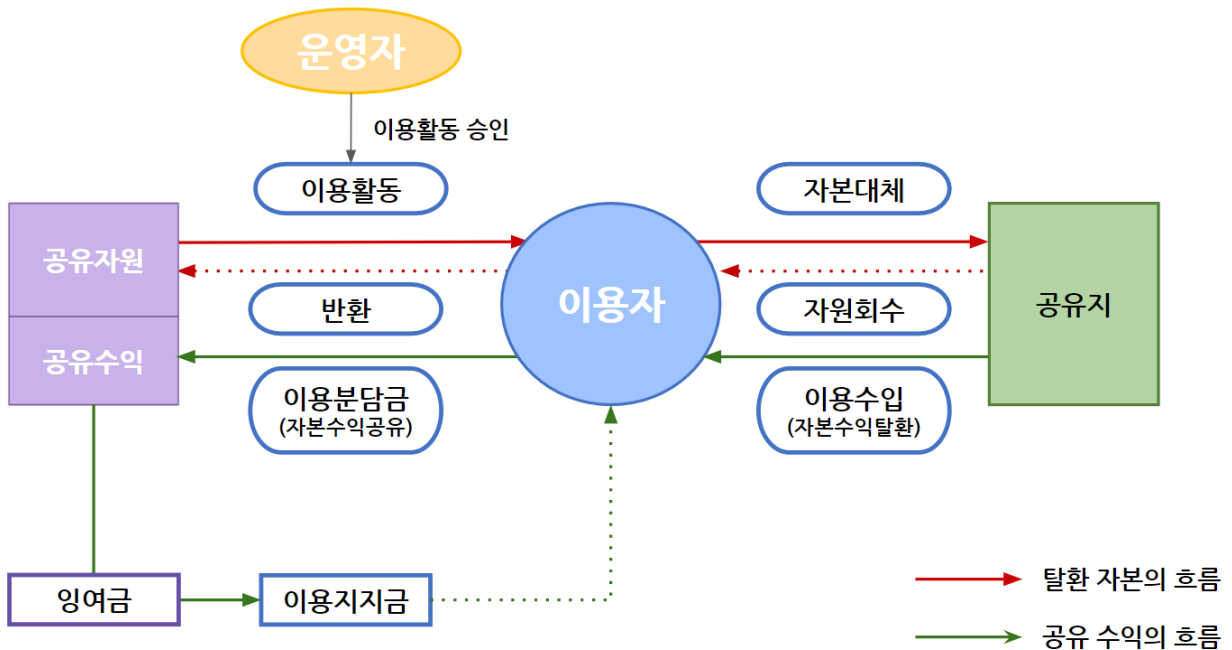 운영자
이용활동 승인
이용활동
자본대체
공유자원
이용자
공유지
반환
자원회수
공유수익
이용분담금
(자본수익공유)
이용수입
(자본수익탈환)
잉여금
이용지지금
탈환 자본의 흐름
공유 수익의 흐름